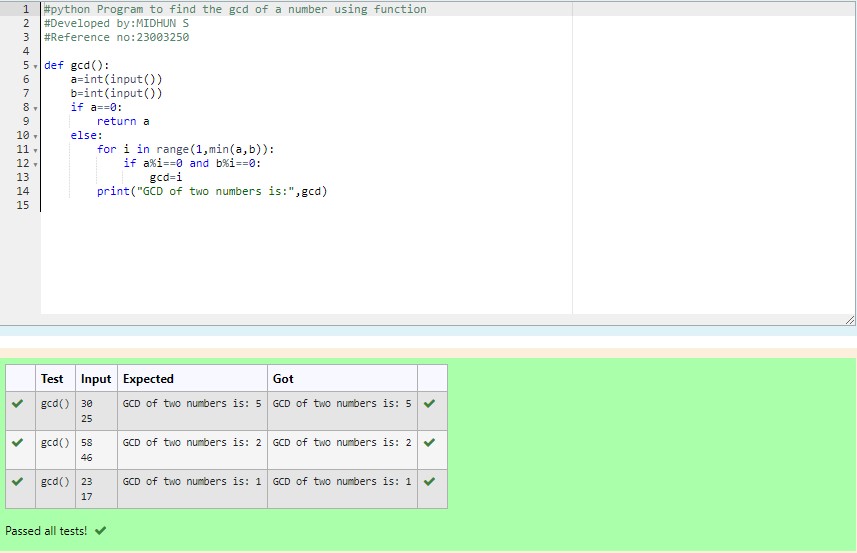 1 #python Program to find the gcd of a number using function
2 #Developed by:MIDHUN S
3 #Reference no:23003250
4
5 def gcd():
6     a=int(input())
7     b=int(input())
8     if a==0:
9         return a
10     else:
11         for i in range(1,min(a,b)):
12             if a%i==0 and b%i==0:
13                 gcd=i
14         print("GCD of two numbers is:",gcd)
15
Test Input Expected Got
gcd() 30 GCD of two numbers is: 5 GCD of two numbers is: 5
25
gcd() 58 GCD of two numbers is: 2 GCD of two numbers is: 2
46
gcd() 23 GCD of two numbers is: 1 GCD of two numbers is: 1
17
Passed all tests!